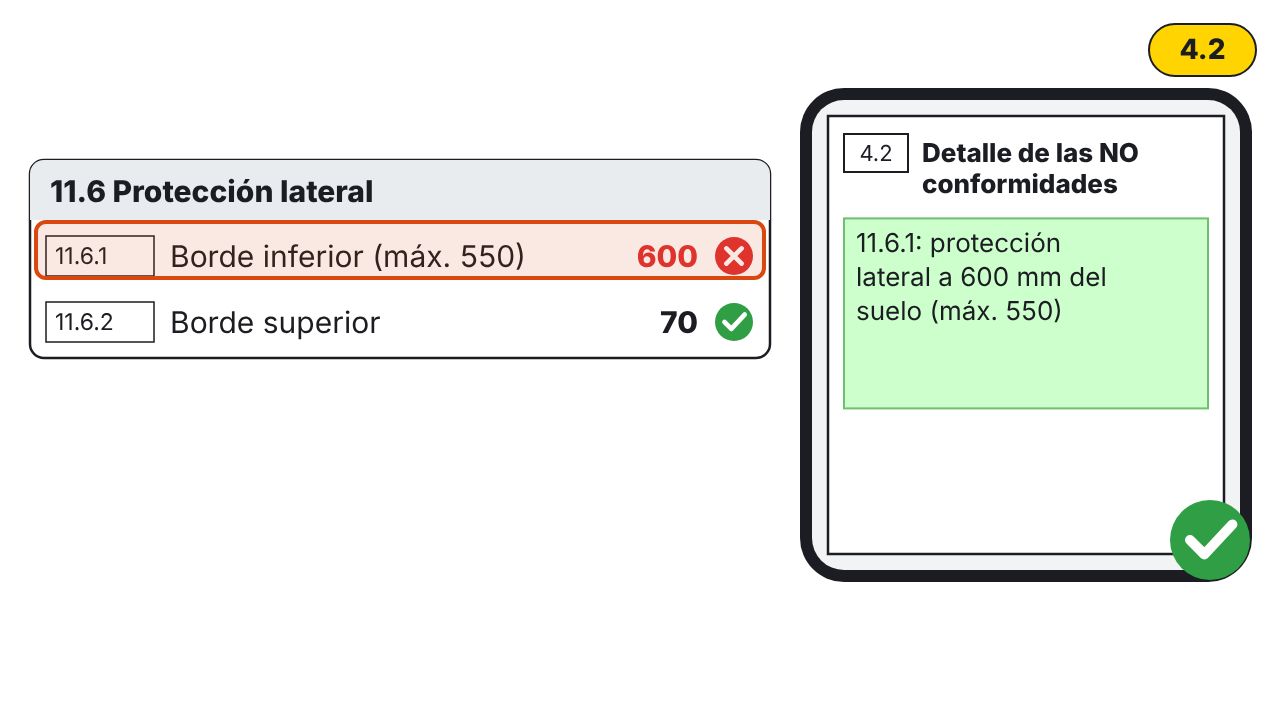 4.2
11.6 Protección lateral
11.6.1 Borde inferior (máx. 550) 600
11.6.2 Borde superior 70
4.2 Detalle de las NO
conformidades
11.6.1: protección
lateral a 600 mm del
suelo (máx. 550)